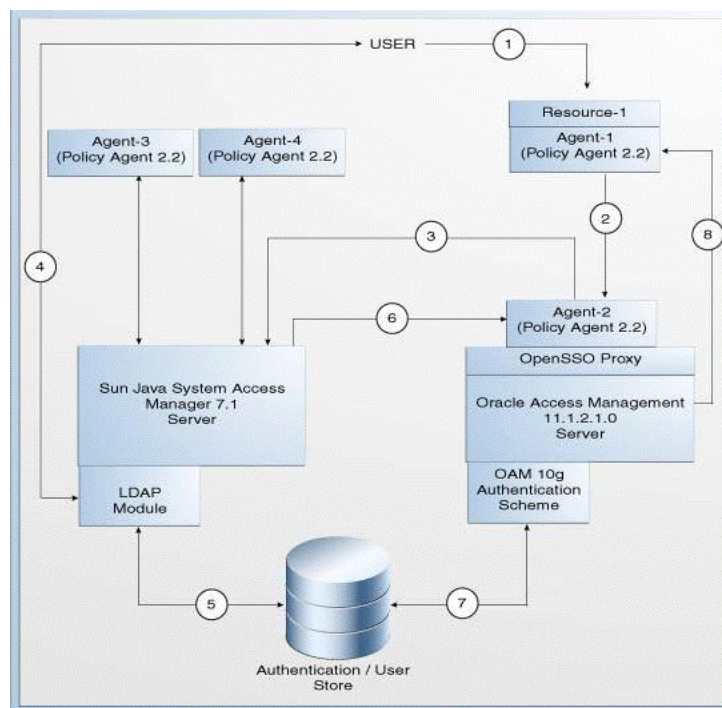 USER
1
Resource-1
Agent-1
(Policy Agent 2.2)
Agent-3
(Policy Agent 2.2)
Agent-4
(Policy Agent 2.2)
2
8
3
4
6
Agent-2
(Policy Agent 2.2)
OpenSSO Proxy
Sun Java System Access
Manager 7.1
Server
Oracle Access Management
11.1.2.1.0
Server
LDAP
Module
OAM 10g
Authentication
Scheme
5
7
Authentication / User
Store